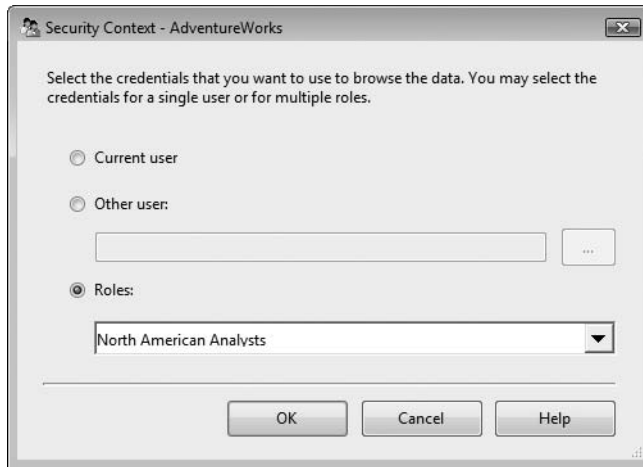 Security Context - AdventureWorks
Select the credentials that you want to use to browse the data. You may select the
credentials for a single user or for multiple roles.
Current user
Other user:
...
Roles:
North American Analysts
OK
Cancel
Help